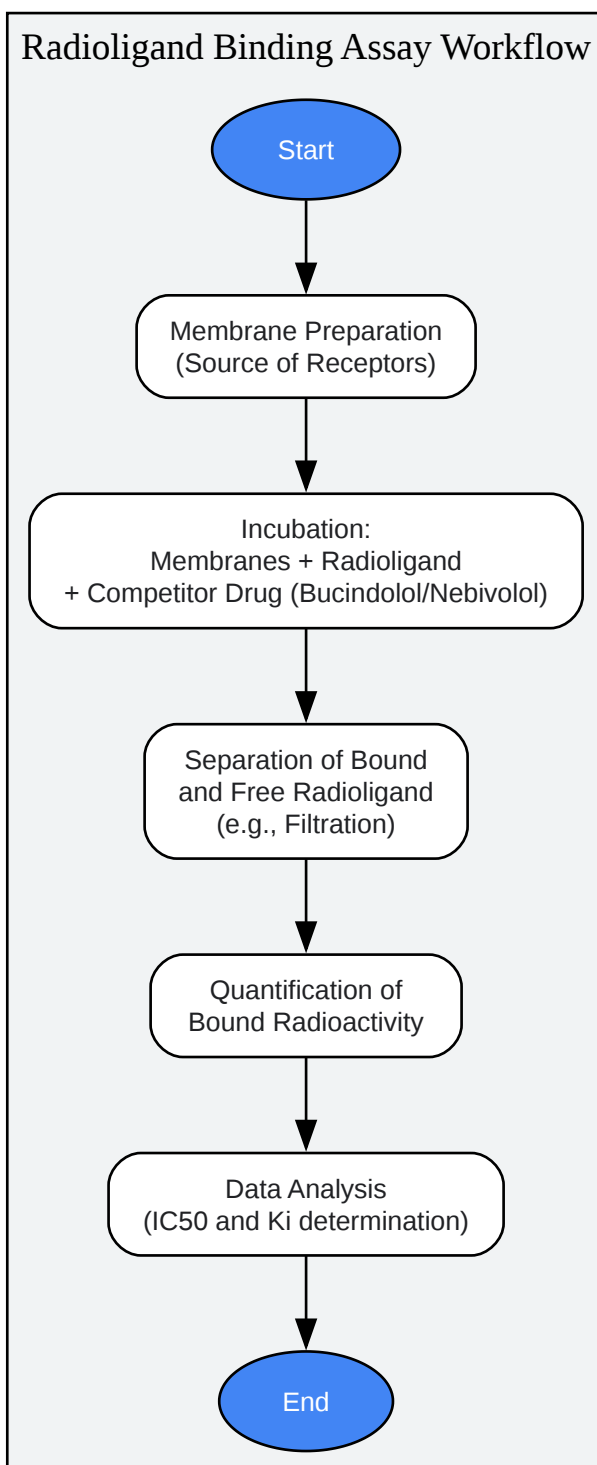 Radioligand Binding Assay Workflow
Start
Membrane Preparation
(Source of Receptors)
Incubation:
Membranes + Radioligand
+ Competitor Drug (Bucindolol/Nebivolol)
Separation of Bound
and Free Radioligand
(e.g., Filtration)
Quantification of
Bound Radioactivity
Data Analysis
(IC50 and Ki determination)
End